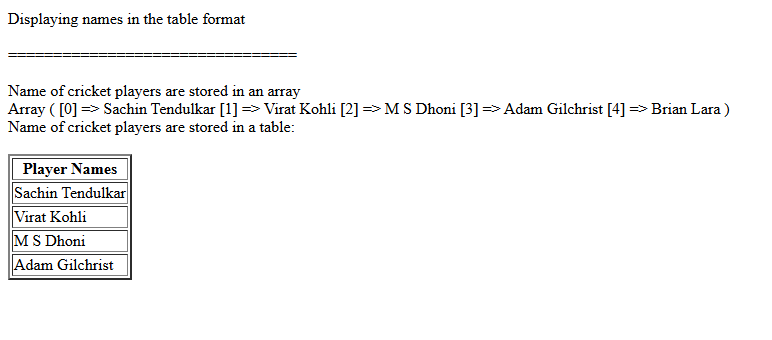 Displaying names in the table format
================================
Name of cricket players are stored in an array
Array ( [0] => Sachin Tendulkar [1] => Virat Kohli [2] => M S Dhoni [3] => Adam Gilchrist [4] => Brian Lara )
Name of cricket players are stored in a table:
Player Names
Sachin Tendulkar
Virat Kohli
M S Dhoni
Adam Gilchrist